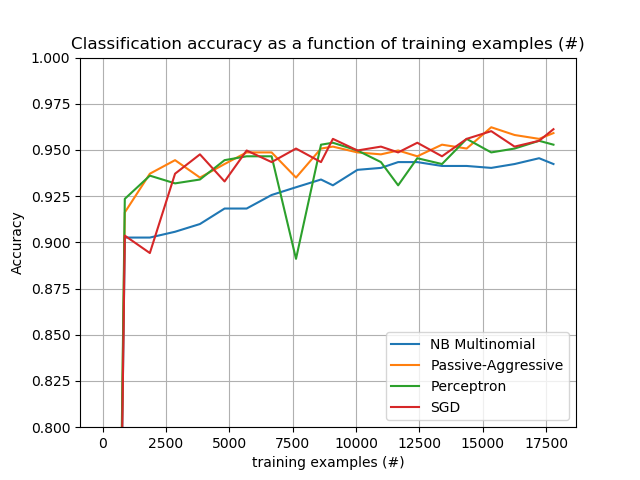 Classification accuracy as a function of training examples (#)
1.000
0.975
0.950
0.925
0.900
0.875
0.850
0.825
0.800
Accuracy
NB Multinomial
Passive-Aggressive
Perceptron
SGD
0 2500 5000 7500 10000 12500 15000 17500
training examples (#)